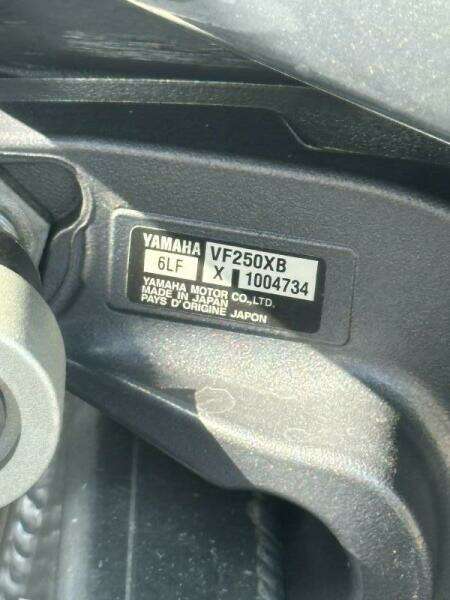 YAMAHA VF250XB
6LF X 1004734
YAMAHA MOTOR CO., LTD.
MADE IN JAPAN
PAYS D'ORIGINE JAPON